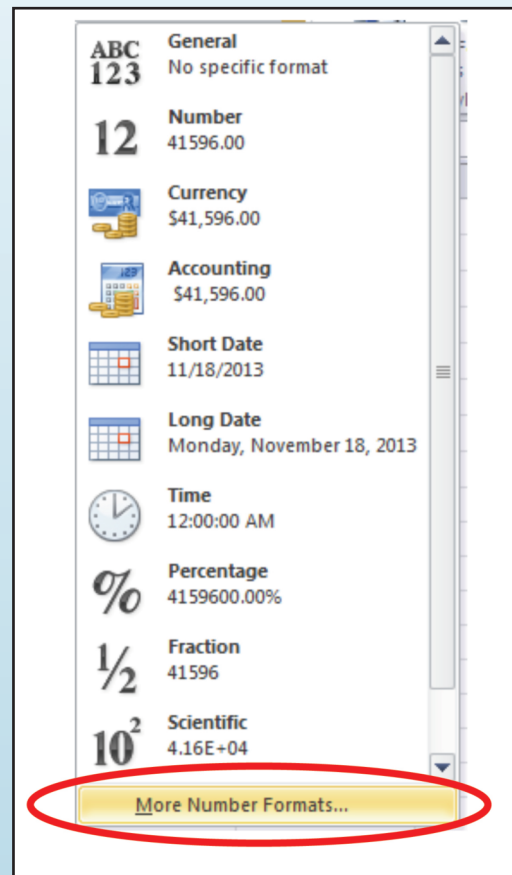 ABC
123
General
No specific format
12
Number
41596.00
Currency
$41,596.00
123
Accounting
$41,596.00
Short Date
11/18/2013
Long Date
Monday, November 18, 2013
Time
12:00:00 AM
%
Percentage
4159600.00%
1/2
Fraction
41596
10²
Scientific
4.16E+04
More Number Formats...